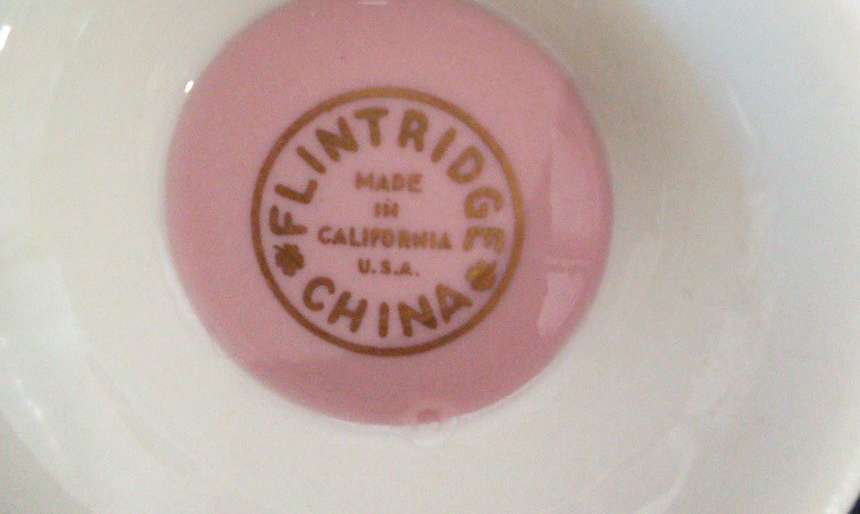 FLINTRIDGE
MADE
IN
CALIFORNIA
U.S.A.
CHINA